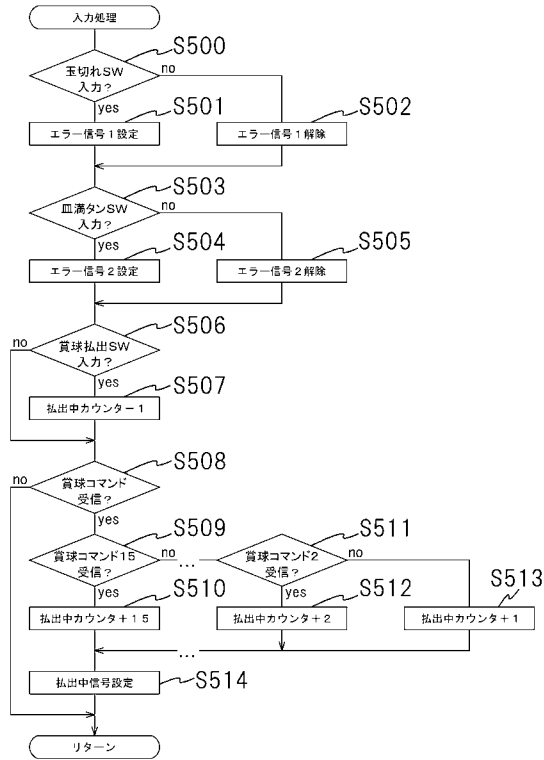 入力処理
S500
玉切れSW
入力？
no
yes
S501
S502
エラー信号１設定
エラー信号１解除
S503
皿満タンSW
入力？
no
yes
S504
S505
エラー信号２設定
エラー信号２解除
S506
no
賞球払出SW
入力？
yes
S507
払出中カウンター１
S508
no
賞球コマンド
受信？
yes
S509
S511
賞球コマンド15
受信？
no
...
賞球コマンド2
受信？
no
yes
S510
yes
S512
S513
払出中カウンタ＋１５
払出中カウンタ＋２
払出中カウンタ＋１
...
払出中信号設定
S514
リターン